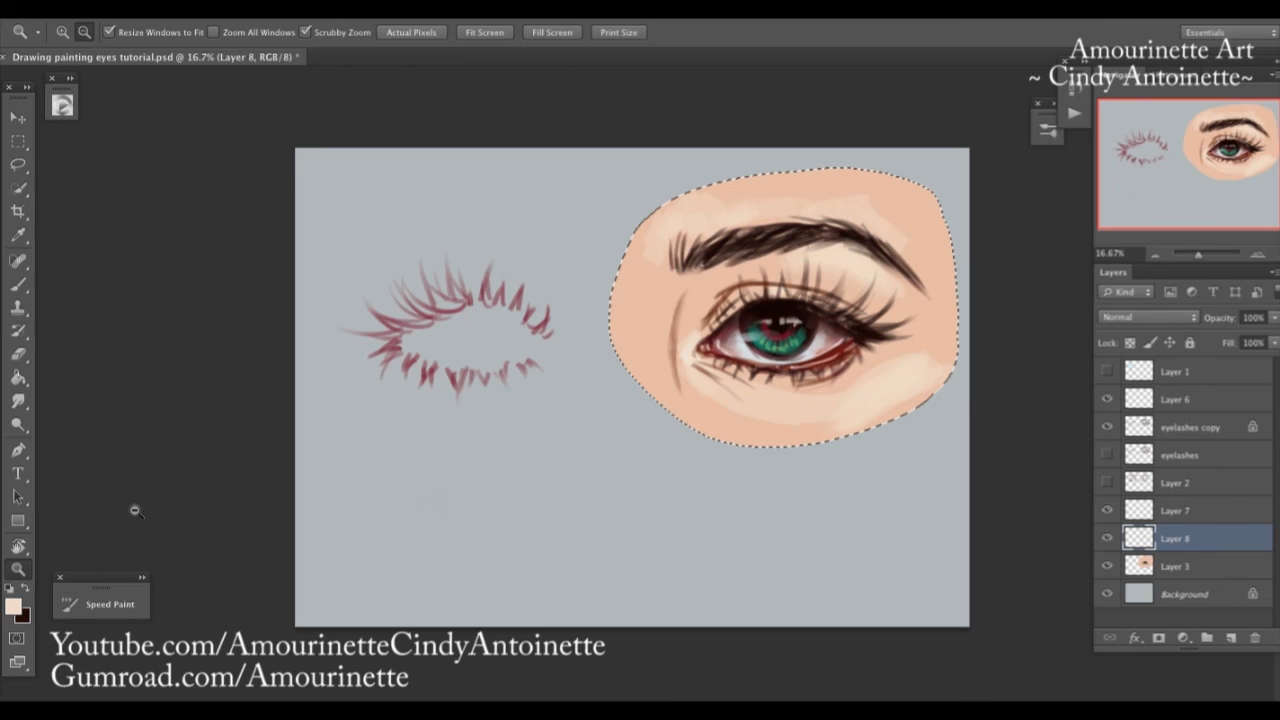 Resize Windows to Fit Zoom All Windows Scrubby Zoom Actual Pixels Fit Screen Fill Screen Print Size Essentials
Drawing painting eyes tutorial.psd @ 16.7% (Layer 8, RGB/8) *
Amourinette Art
~ Cindy Antoinette~
16.67%
Layers
Kind
Normal Opacity: 100%
Lock: Fill: 100%
Layer 1
Layer 6
eyelashes copy
eyelashes
Layer 2
Layer 7
Layer 8
Layer 3
Background
Speed Paint
Youtube.com/AmourinetteCindyAntoinette
Gumroad.com/Amourinette